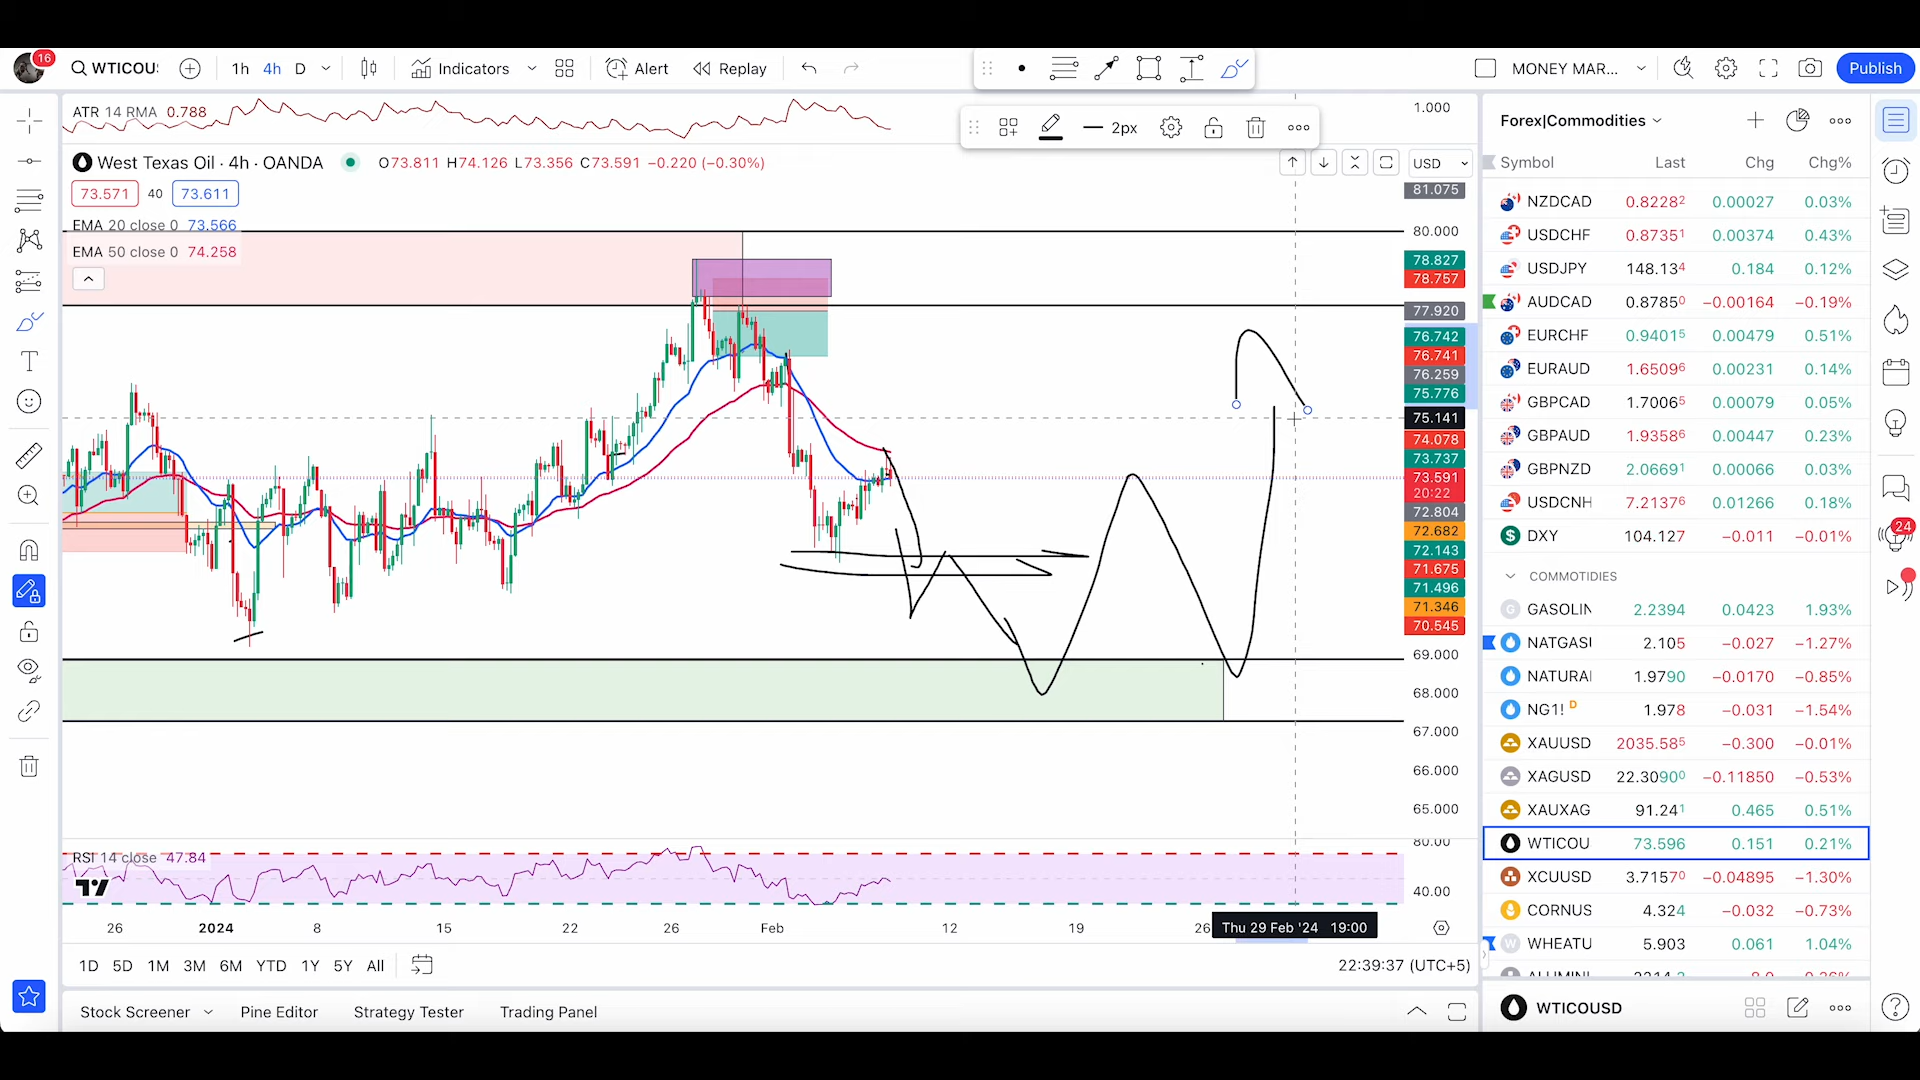 16
WTICOU
1h 4h D
Indicators
Alert
Replay
MONEY MAR...
Publish
ATR 14 RMA 0.788
1.000
2px
West Texas Oil · 4h · OANDA
O73.811 H74.126 L73.356 C73.591 −0.220 (−0.30%)
USD
73.571 40 73.611
EMA 20 close 0 73.566
EMA 50 close 0 74.258
81.075
80.000
78.827
78.757
77.920
76.742
76.741
76.259
75.776
75.141
74.078
73.737
73.591
20:22
72.804
72.682
72.143
71.675
71.496
71.346
70.545
69.000
68.000
67.000
66.000
65.000
RSI 14 close 47.84
80.00
40.00
26 2024 8 15 22 26 Feb 12 19 26 Thu 29 Feb '24 19:00
1D 5D 1M 3M 6M YTD 1Y 5Y All
22:39:37 (UTC+5)
Stock Screener
Pine Editor
Strategy Tester
Trading Panel
Forex|Commodities
Symbol Last Chg Chg%
NZDCAD 0.82282 0.00027 0.03%
USDCHF 0.87351 0.00374 0.43%
USDJPY 148.134 0.184 0.12%
AUDCAD 0.87850 −0.00164 −0.19%
EURCHF 0.94015 0.00479 0.51%
EURAUD 1.65096 0.00231 0.14%
GBPCAD 1.70065 0.00079 0.05%
GBPAUD 1.93586 0.00447 0.23%
GBPNZD 2.06691 0.00066 0.03%
USDCNH 7.21376 0.01266 0.18%
DXY 104.127 −0.011 −0.01%
COMMOTIDIES
GASOLIN 2.2394 0.0423 1.93%
NATGASU 2.105 −0.027 −1.27%
NATURAL 1.9790 −0.0170 −0.85%
NG1! D 1.978 −0.031 −1.54%
XAUUSD 2035.585 −0.300 −0.01%
XAGUSD 22.30900 −0.11850 −0.53%
XAUXAG 91.241 0.465 0.51%
WTICOU 73.596 0.151 0.21%
XCUUSD 3.71570 −0.04895 −1.30%
CORNUS 4.324 −0.032 −0.73%
WHEATU 5.903 0.061 1.04%
WTICOUSD
24